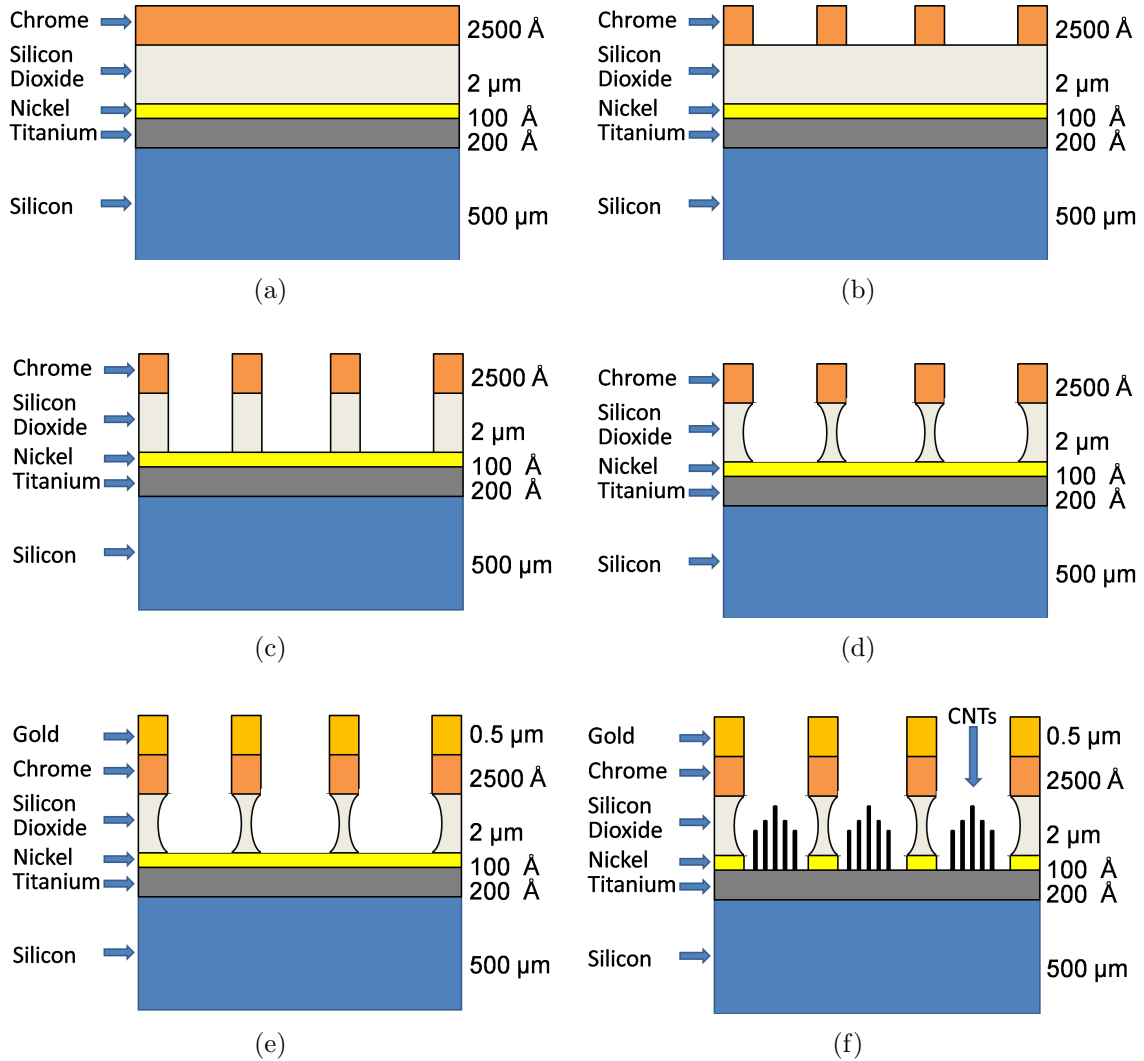 Chrome
2500 Å
Silicon
Dioxide
2 µm
Nickel
100 Å
Titanium
200 Å
Silicon
500 µm
(a)
Chrome
2500 Å
Silicon
Dioxide
2 µm
Nickel
100 Å
Titanium
200 Å
Silicon
500 µm
(b)
Chrome
2500 Å
Silicon
Dioxide
2 µm
Nickel
100 Å
Titanium
200 Å
Silicon
500 µm
(c)
Chrome
2500 Å
Silicon
Dioxide
2 µm
Nickel
100 Å
Titanium
200 Å
Silicon
500 µm
(d)
Gold
0.5 µm
Chrome
2500 Å
Silicon
Dioxide
2 µm
Nickel
100 Å
Titanium
200 Å
Silicon
500 µm
(e)
CNTs
Gold
0.5 µm
Chrome
2500 Å
Silicon
Dioxide
2 µm
Nickel
100 Å
Titanium
200 Å
Silicon
500 µm
(f)